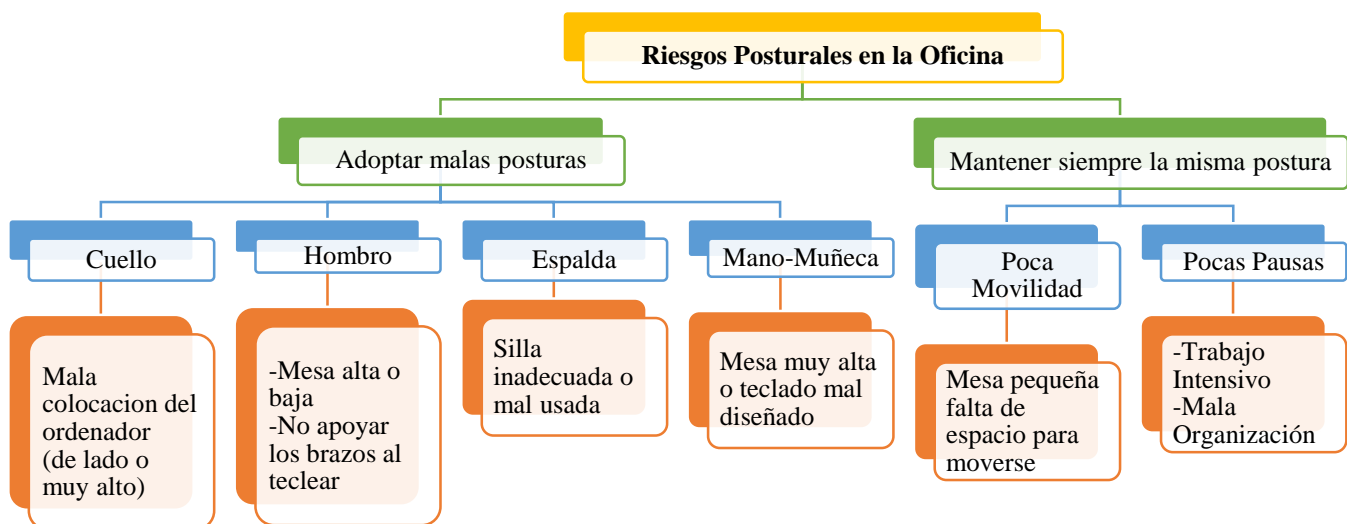 Riesgos Posturales en la Oficina
Adoptar malas posturas
Mantener siempre la misma postura
Cuello
Hombro
Espalda
Mano-Muñeca
Poca
Movilidad
Pocas Pausas
Mala
colocacion del
ordenador
(de lado o
muy alto)
-Mesa alta o
baja
-No apoyar
los brazos al
teclear
Silla
inadecuada o
mal usada
Mesa muy alta
o teclado mal
diseñado
Mesa pequeña
falta de
espacio para
moverse
-Trabajo
Intensivo
-Mala
Organización